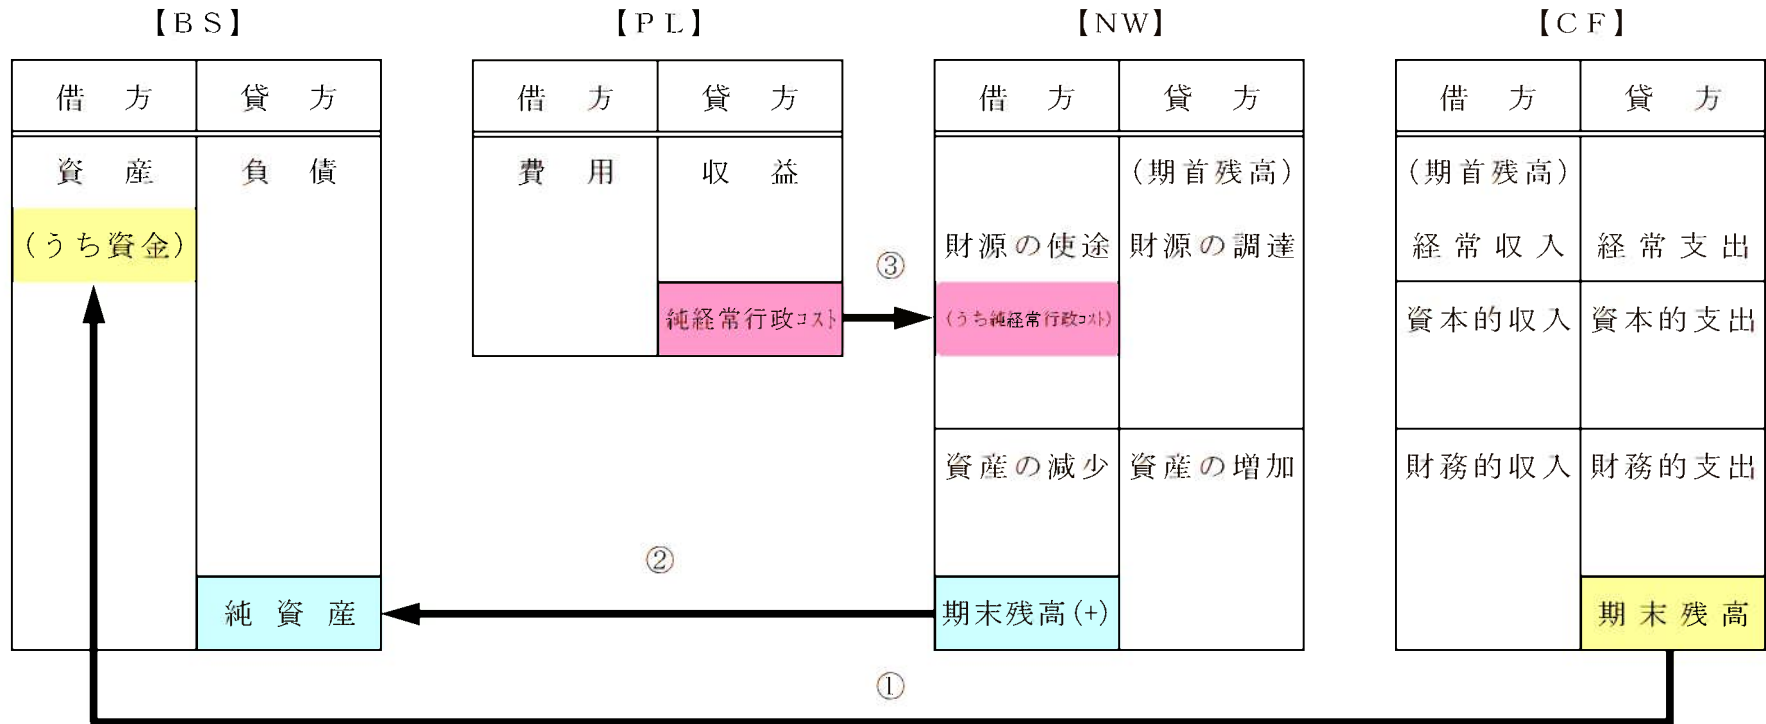 【BS】 【PL】 【NW】 【CF】
借方 貸方 借方 貸方 借方 貸方 借方 貸方
資産 負債 費用 収益 (期首残高) (期首残高)
(うち資金) 財源の使途 財源の調達 経常収入 経常支出
③
純経常行政コスト (うち純経常行政コスト) 資本的収入 資本的支出
資産の減少 資産の増加 財務的収入 財務的支出
②
純資産 期末残高(+) 期末残高
①